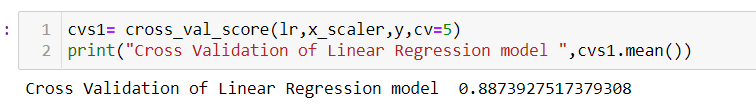 : 1 cvs1= cross_val_score(lr,x_scaler,y,cv=5)
2 print("Cross Validation of Linear Regression model ",cvs1.mean())
Cross Validation of Linear Regression model  0.8873927517379308